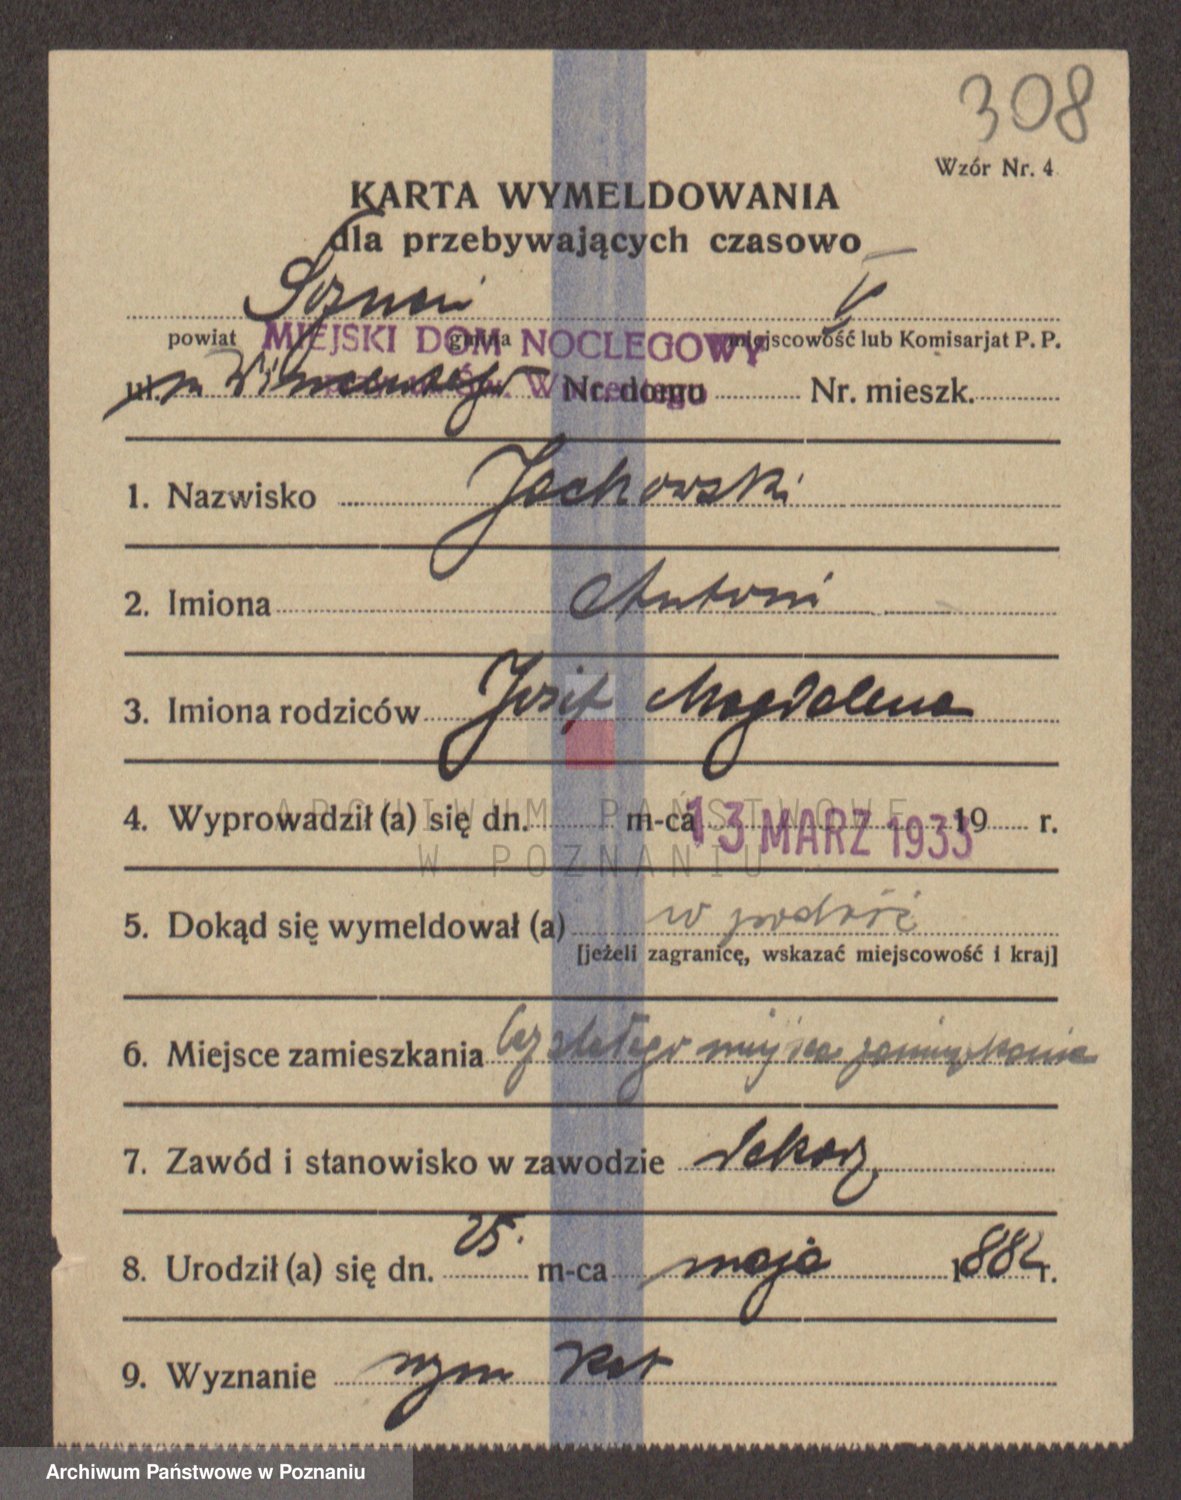 308
Wzór Nr. 4
KARTA WYMELDOWANIA
dla przebywających czasowo
V
powiat gmina miejscowość lub Komisarjat P. P.
MIEJSKI DOM NOCLEGOWY
ul. Nr. domu Nr. mieszk.
1. Nazwisko Jachowski
2. Imiona Antoni
3. Imiona rodziców Józef Magdalena
4. Wyprowadził (a) się dn. m-ca 19 r.
13 MARZ 1933
ARCHIWUM PAŃSTWOWE
W POZNANIU
5. Dokąd się wymeldował (a) w podróż
[jeżeli zagranicę, wskazać miejscowość i kraj]
6. Miejsce zamieszkania bez stałego miejsca zamieszkania
7. Zawód i stanowisko w zawodzie
8. Urodził (a) się dn. 25. m-ca maja 1882 r.
9. Wyznanie rzym kat
Archiwum Państwowe w Poznaniu